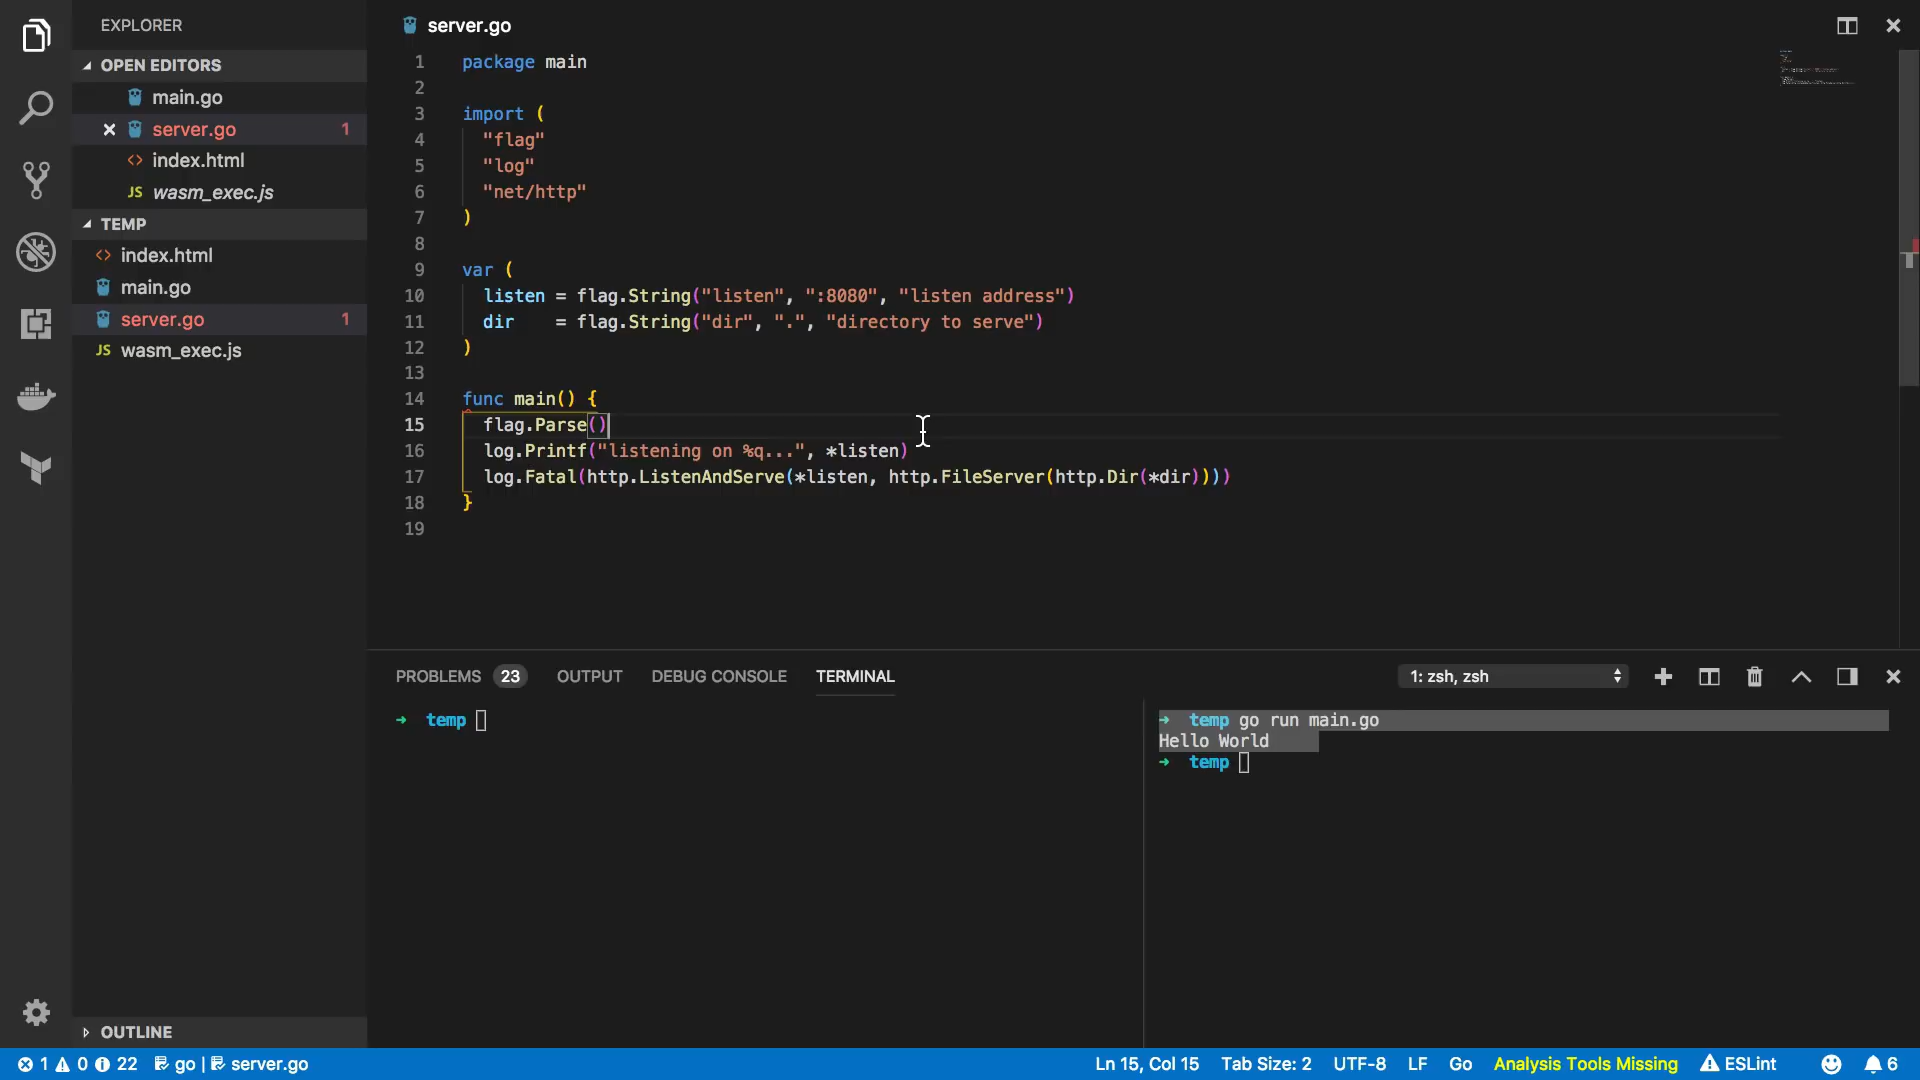 EXPLORER
OPEN EDITORS
main.go
server.go 1
index.html
JS wasm_exec.js
TEMP
index.html
main.go
server.go 1
JS wasm_exec.js
OUTLINE
server.go
1 package main
2
3 import (
4 "flag"
5 "log"
6 "net/http"
7 )
8
9 var (
10 listen = flag.String("listen", ":8080", "listen address")
11 dir    = flag.String("dir", ".", "directory to serve")
12 )
13
14 func main() {
15 flag.Parse()
16 log.Printf("listening on %q...", *listen)
17 log.Fatal(http.ListenAndServe(*listen, http.FileServer(http.Dir(*dir))))
18 }
19
PROBLEMS 23 OUTPUT DEBUG CONSOLE TERMINAL
1: zsh, zsh
➜ temp
➜ temp go run main.go
Hello World
➜ temp
1 0 22 go | server.go
Ln 15, Col 15 Tab Size: 2 UTF-8 LF Go Analysis Tools Missing ESLint 6